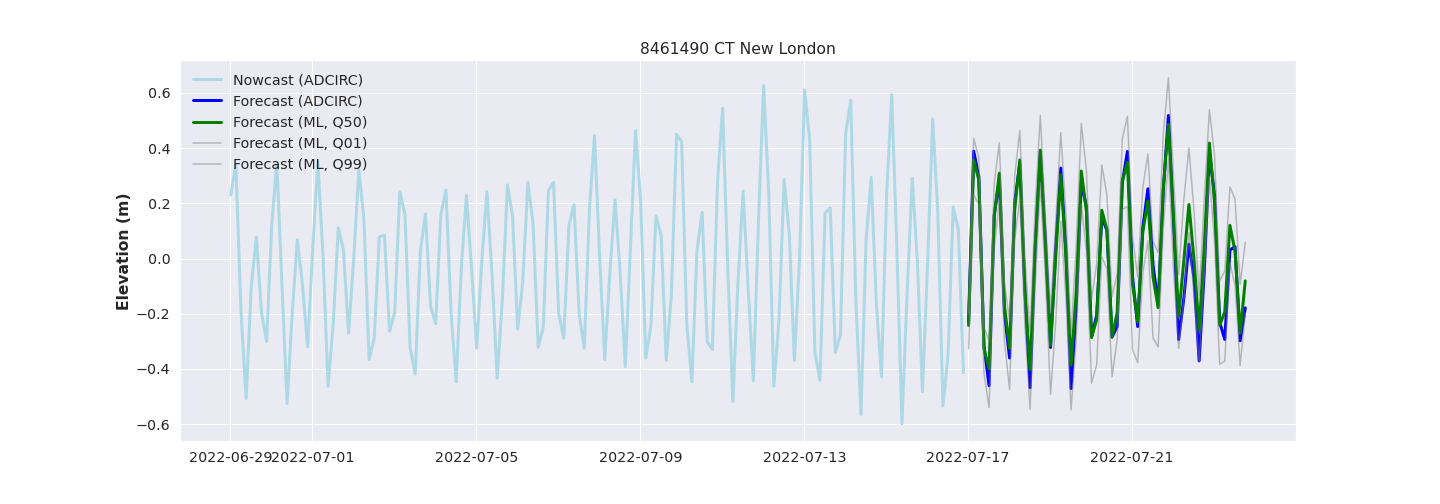 8461490 CT New London
Nowcast (ADCIRC)
Forecast (ADCIRC)
Forecast (ML, Q50)
Forecast (ML, Q01)
Forecast (ML, Q99)
Elevation (m)
0.6
0.4
0.2
0.0
−0.2
−0.4
−0.6
2022-06-29 2022-07-01 2022-07-05 2022-07-09 2022-07-13 2022-07-17 2022-07-21